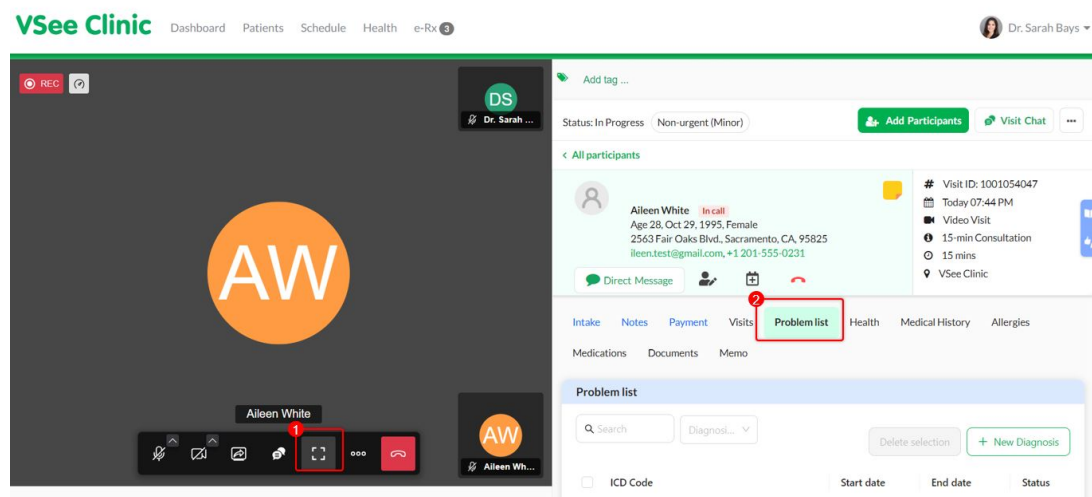 VSee Clinic Dashboard Patients Schedule Health e-Rx 3 Dr. Sarah Bays
REC
DS
Dr. Sarah ...
AW
Aileen White
1
AW
Aileen Wh...
Add tag ...
Status: In Progress Non-urgent (Minor) Add Participants Visit Chat ...
< All participants
Aileen White In call
Age 28, Oct 29, 1995, Female
2563 Fair Oaks Blvd., Sacramento, CA, 95825
ileen.test@gmail.com, +1 201-555-0231
Direct Message
# Visit ID: 1001054047
Today 07:44 PM
Video Visit
15-min Consultation
15 mins
VSee Clinic
2
Intake Notes Payment Visits Problem list Health Medical History Allergies
Medications Documents Memo
Problem list
Search Diagnosi... Delete selection + New Diagnosis
ICD Code Start date End date Status